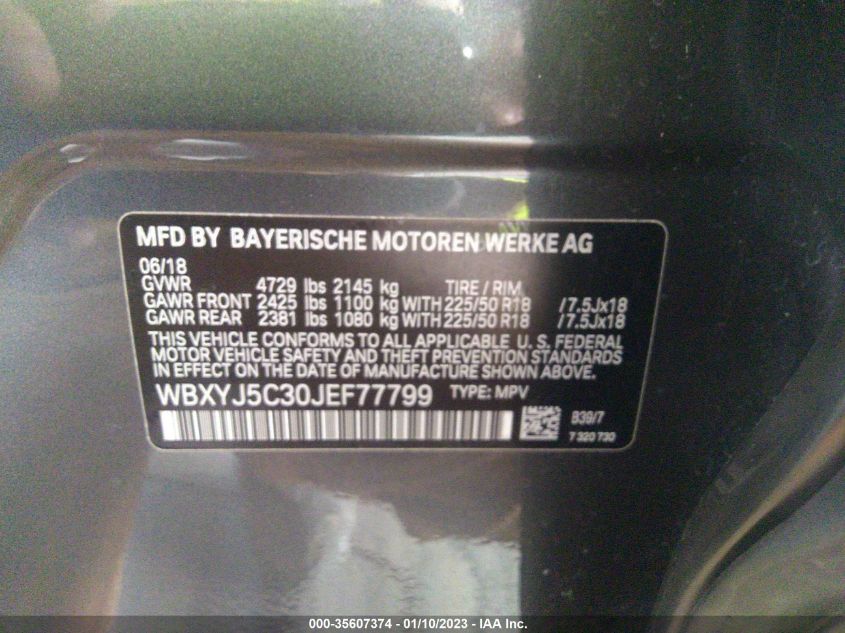 MFD BY BAYERISCHE MOTOREN WERKE AG
06/18
GVWR 4729 lbs 2145 kg TIRE / RIM
GAWR FRONT 2425 lbs 1100 kg WITH 225/50 R18 /7.5Jx18
GAWR REAR 2381 lbs 1080 kg WITH 225/50 R18 /7.5Jx18
THIS VEHICLE CONFORMS TO ALL APPLICABLE U. S. FEDERAL
MOTOR VEHICLE SAFETY AND THEFT PREVENTION STANDARDS
IN EFFECT ON THE DATE OF MANUFACTURE SHOWN ABOVE.
WBXYJ5C30JEF77799 TYPE: MPV
B39/7
7 320 730
000-35607374 - 01/10/2023 - IAA Inc.